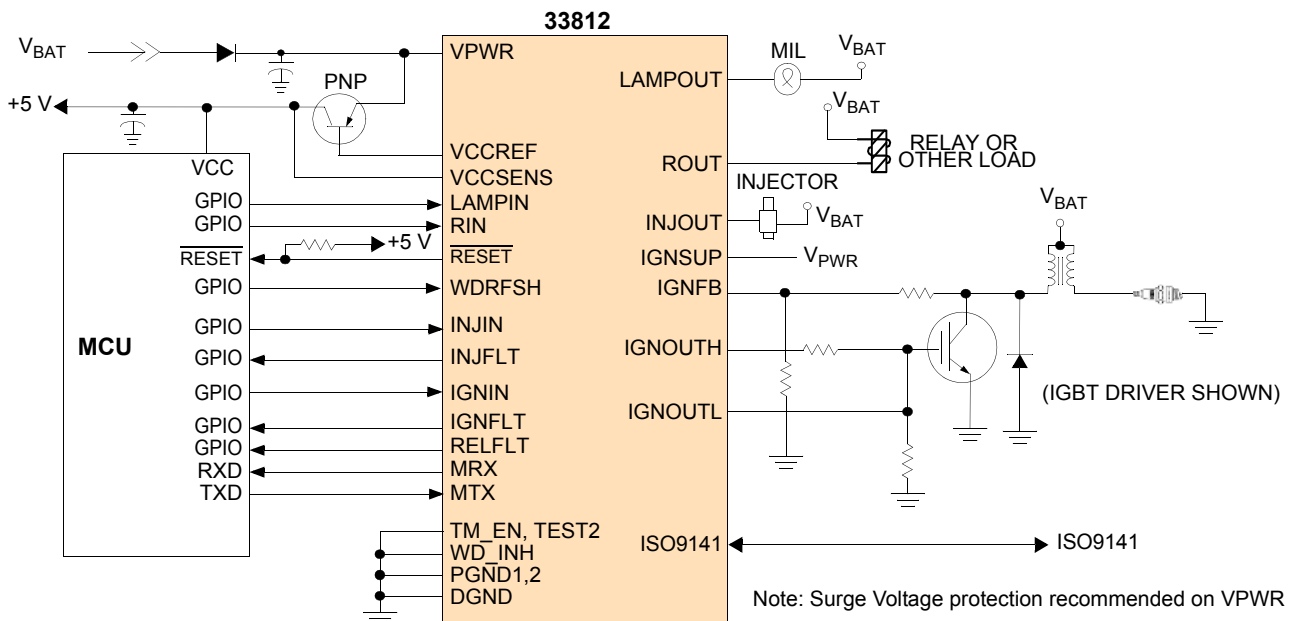 33812
VBAT
+5 V
PNP
VCC
MCU
GPIO
GPIO
RESET
GPIO
GPIO
GPIO
GPIO
GPIO
GPIO
RXD
TXD
+5 V
VPWR
VCCREF
VCCSENS
LAMPIN
RIN
RESET
WDRFSH
INJIN
INJFLT
IGNIN
IGNFLT
RELFLT
MRX
MTX
TM_EN, TEST2
WD_INH
PGND1,2
DGND
LAMPOUT
ROUT
INJOUT
IGNSUP
IGNFB
IGNOUTH
IGNOUTL
ISO9141
MIL
VBAT
VBAT
RELAY OR
OTHER LOAD
INJECTOR
VBAT
VPWR
VBAT
(IGBT DRIVER SHOWN)
ISO9141
Note: Surge Voltage protection recommended on VPWR